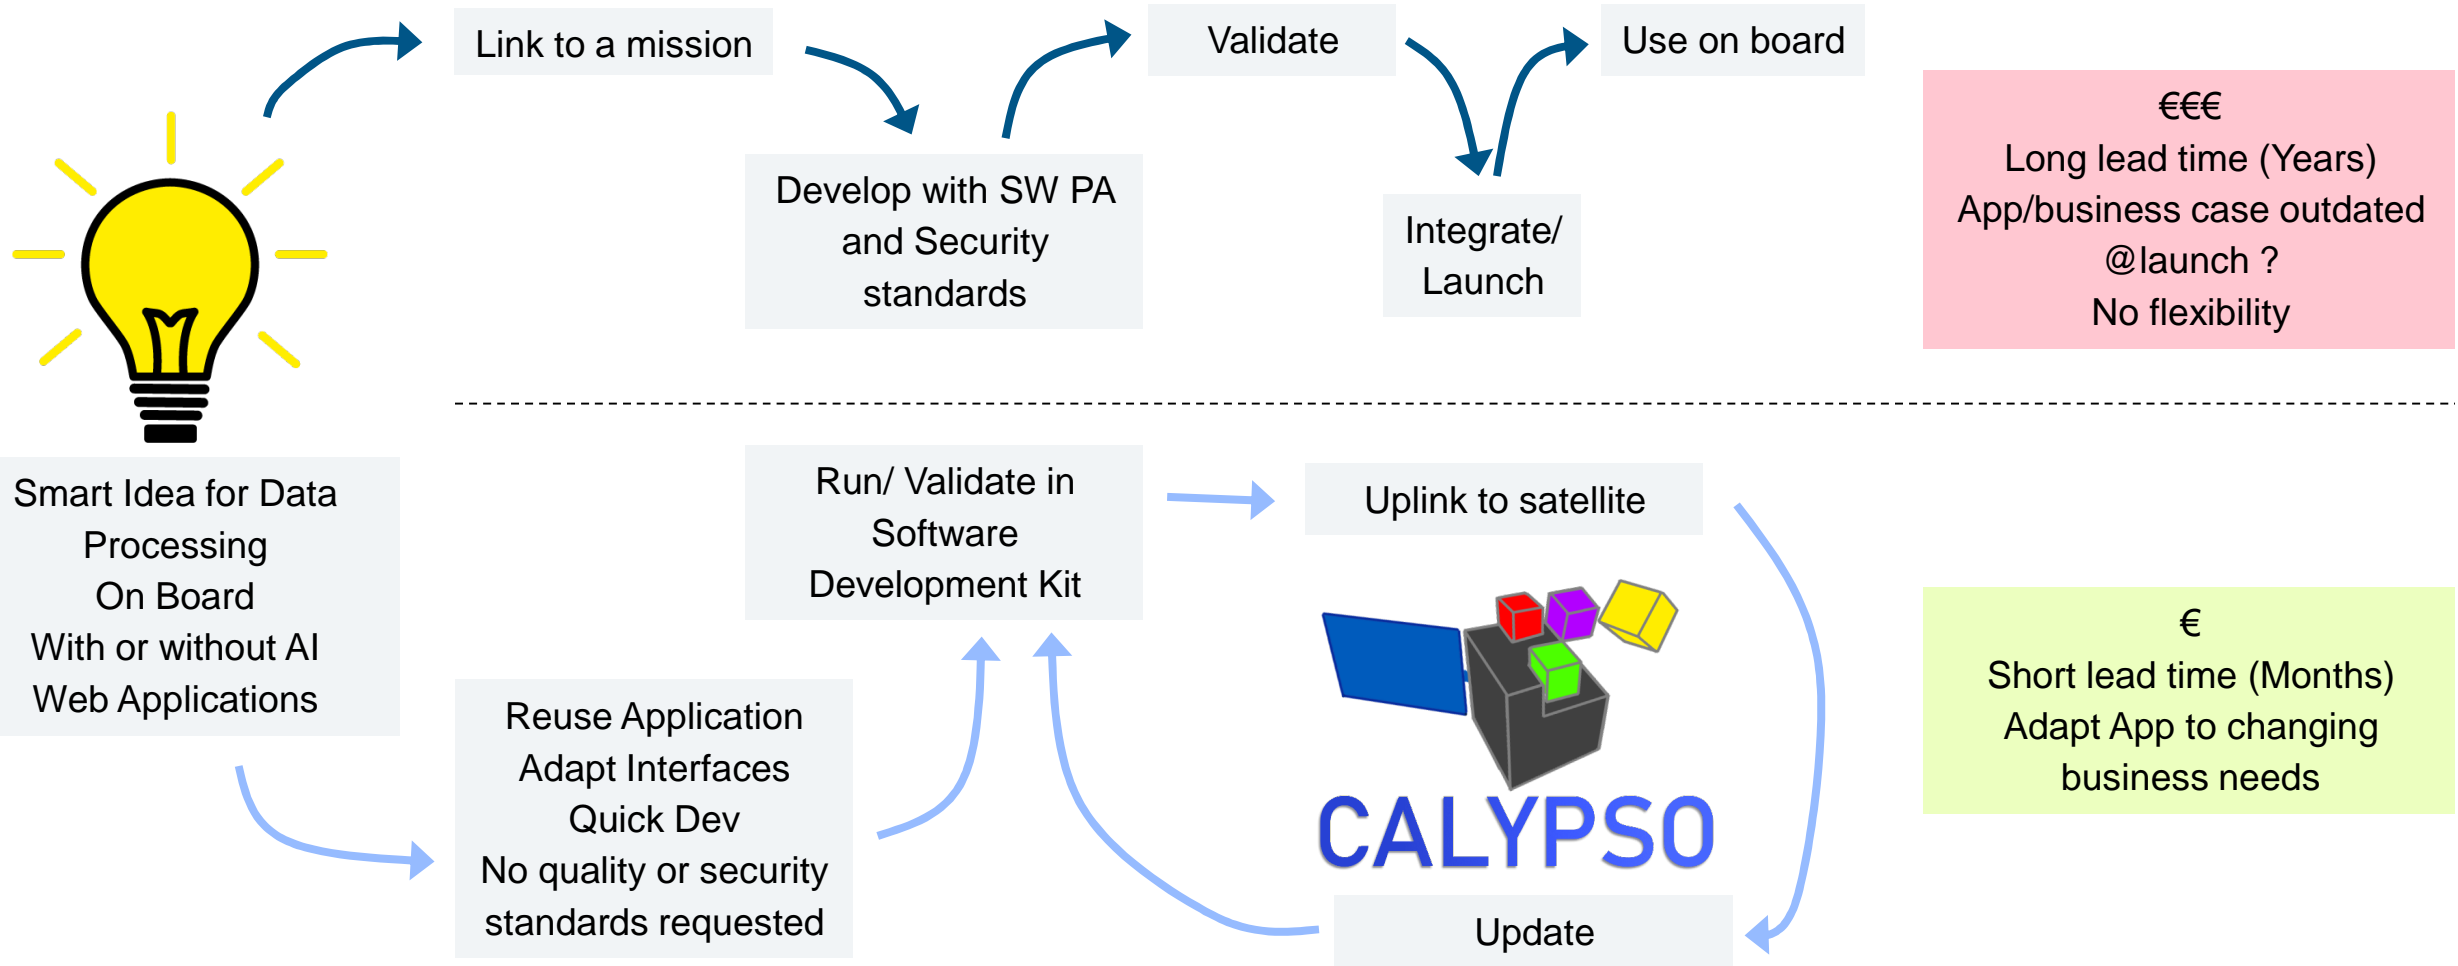 Link to a mission
Develop with SW PA
and Security
standards
Validate
Integrate/
Launch
Use on board
€€€
Long lead time (Years)
App/business case outdated
@launch ?
No flexibility
Smart Idea for Data
Processing
On Board
With or without AI
Web Applications
Reuse Application
Adapt Interfaces
Quick Dev
No quality or security
standards requested
Run/ Validate in
Software
Development Kit
Uplink to satellite
CALYPSO
Update
€
Short lead time (Months)
Adapt App to changing
business needs